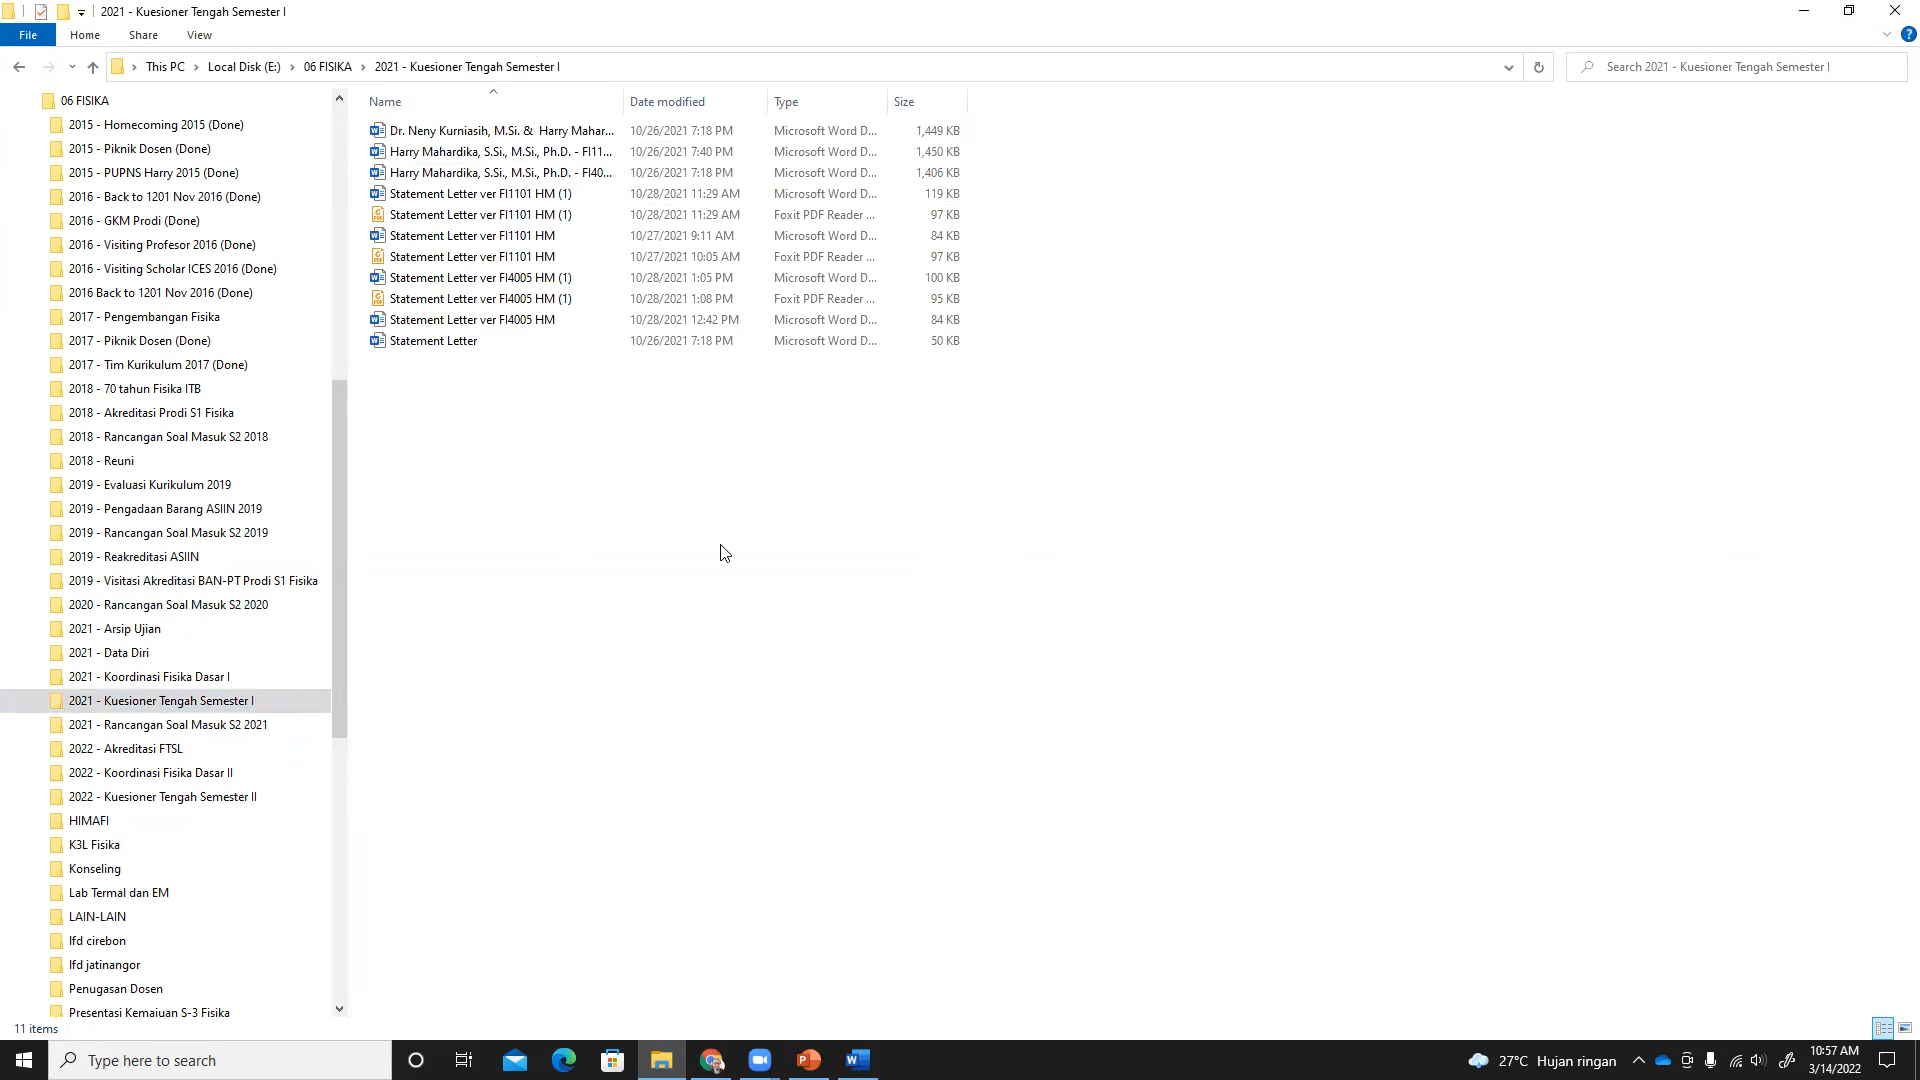 2021 - Kuesioner Tengah Semester I
File Home Share View
This PC Local Disk (E:) 06 FISIKA 2021 - Kuesioner Tengah Semester I Search 2021 - Kuesioner Tengah Semester I
06 FISIKA
2015 - Homecoming 2015 (Done)
2015 - Piknik Dosen (Done)
2015 - PUPNS Harry 2015 (Done)
2016 - Back to 1201 Nov 2016 (Done)
2016 - GKM Prodi (Done)
2016 - Visiting Profesor 2016 (Done)
2016 - Visiting Scholar ICES 2016 (Done)
2016 Back to 1201 Nov 2016 (Done)
2017 - Pengembangan Fisika
2017 - Piknik Dosen (Done)
2017 - Tim Kurikulum 2017 (Done)
2018 - 70 tahun Fisika ITB
2018 - Akreditasi Prodi S1 Fisika
2018 - Rancangan Soal Masuk S2 2018
2018 - Reuni
2019 - Evaluasi Kurikulum 2019
2019 - Pengadaan Barang ASIIN 2019
2019 - Rancangan Soal Masuk S2 2019
2019 - Reakreditasi ASIIN
2019 - Visitasi Akreditasi BAN-PT Prodi S1 Fisika
2020 - Rancangan Soal Masuk S2 2020
2021 - Arsip Ujian
2021 - Data Diri
2021 - Koordinasi Fisika Dasar I
2021 - Kuesioner Tengah Semester I
2021 - Rancangan Soal Masuk S2 2021
2022 - Akreditasi FTSL
2022 - Koordinasi Fisika Dasar II
2022 - Kuesioner Tengah Semester II
HIMAFI
K3L Fisika
Konseling
Lab Termal dan EM
LAIN-LAIN
lfd cirebon
lfd jatinangor
Penugasan Dosen
Presentasi Kemajuan S-3 Fisika
Name Date modified Type Size
Dr. Neny Kurniasih, M.Si. & Harry Mahar... 10/26/2021 7:18 PM Microsoft Word D... 1,449 KB
Harry Mahardika, S.Si., M.Si., Ph.D. - FI11... 10/26/2021 7:40 PM Microsoft Word D... 1,450 KB
Harry Mahardika, S.Si., M.Si., Ph.D. - FI40... 10/26/2021 7:18 PM Microsoft Word D... 1,406 KB
Statement Letter ver FI1101 HM (1) 10/28/2021 11:29 AM Microsoft Word D... 119 KB
Statement Letter ver FI1101 HM (1) 10/28/2021 11:29 AM Foxit PDF Reader ... 97 KB
Statement Letter ver FI1101 HM 10/27/2021 9:11 AM Microsoft Word D... 84 KB
Statement Letter ver FI1101 HM 10/27/2021 10:05 AM Foxit PDF Reader ... 97 KB
Statement Letter ver FI4005 HM (1) 10/28/2021 1:05 PM Microsoft Word D... 100 KB
Statement Letter ver FI4005 HM (1) 10/28/2021 1:08 PM Foxit PDF Reader ... 95 KB
Statement Letter ver FI4005 HM 10/28/2021 12:42 PM Microsoft Word D... 84 KB
Statement Letter 10/26/2021 7:18 PM Microsoft Word D... 50 KB
11 items
Type here to search
27°C Hujan ringan
10:57 AM
3/14/2022